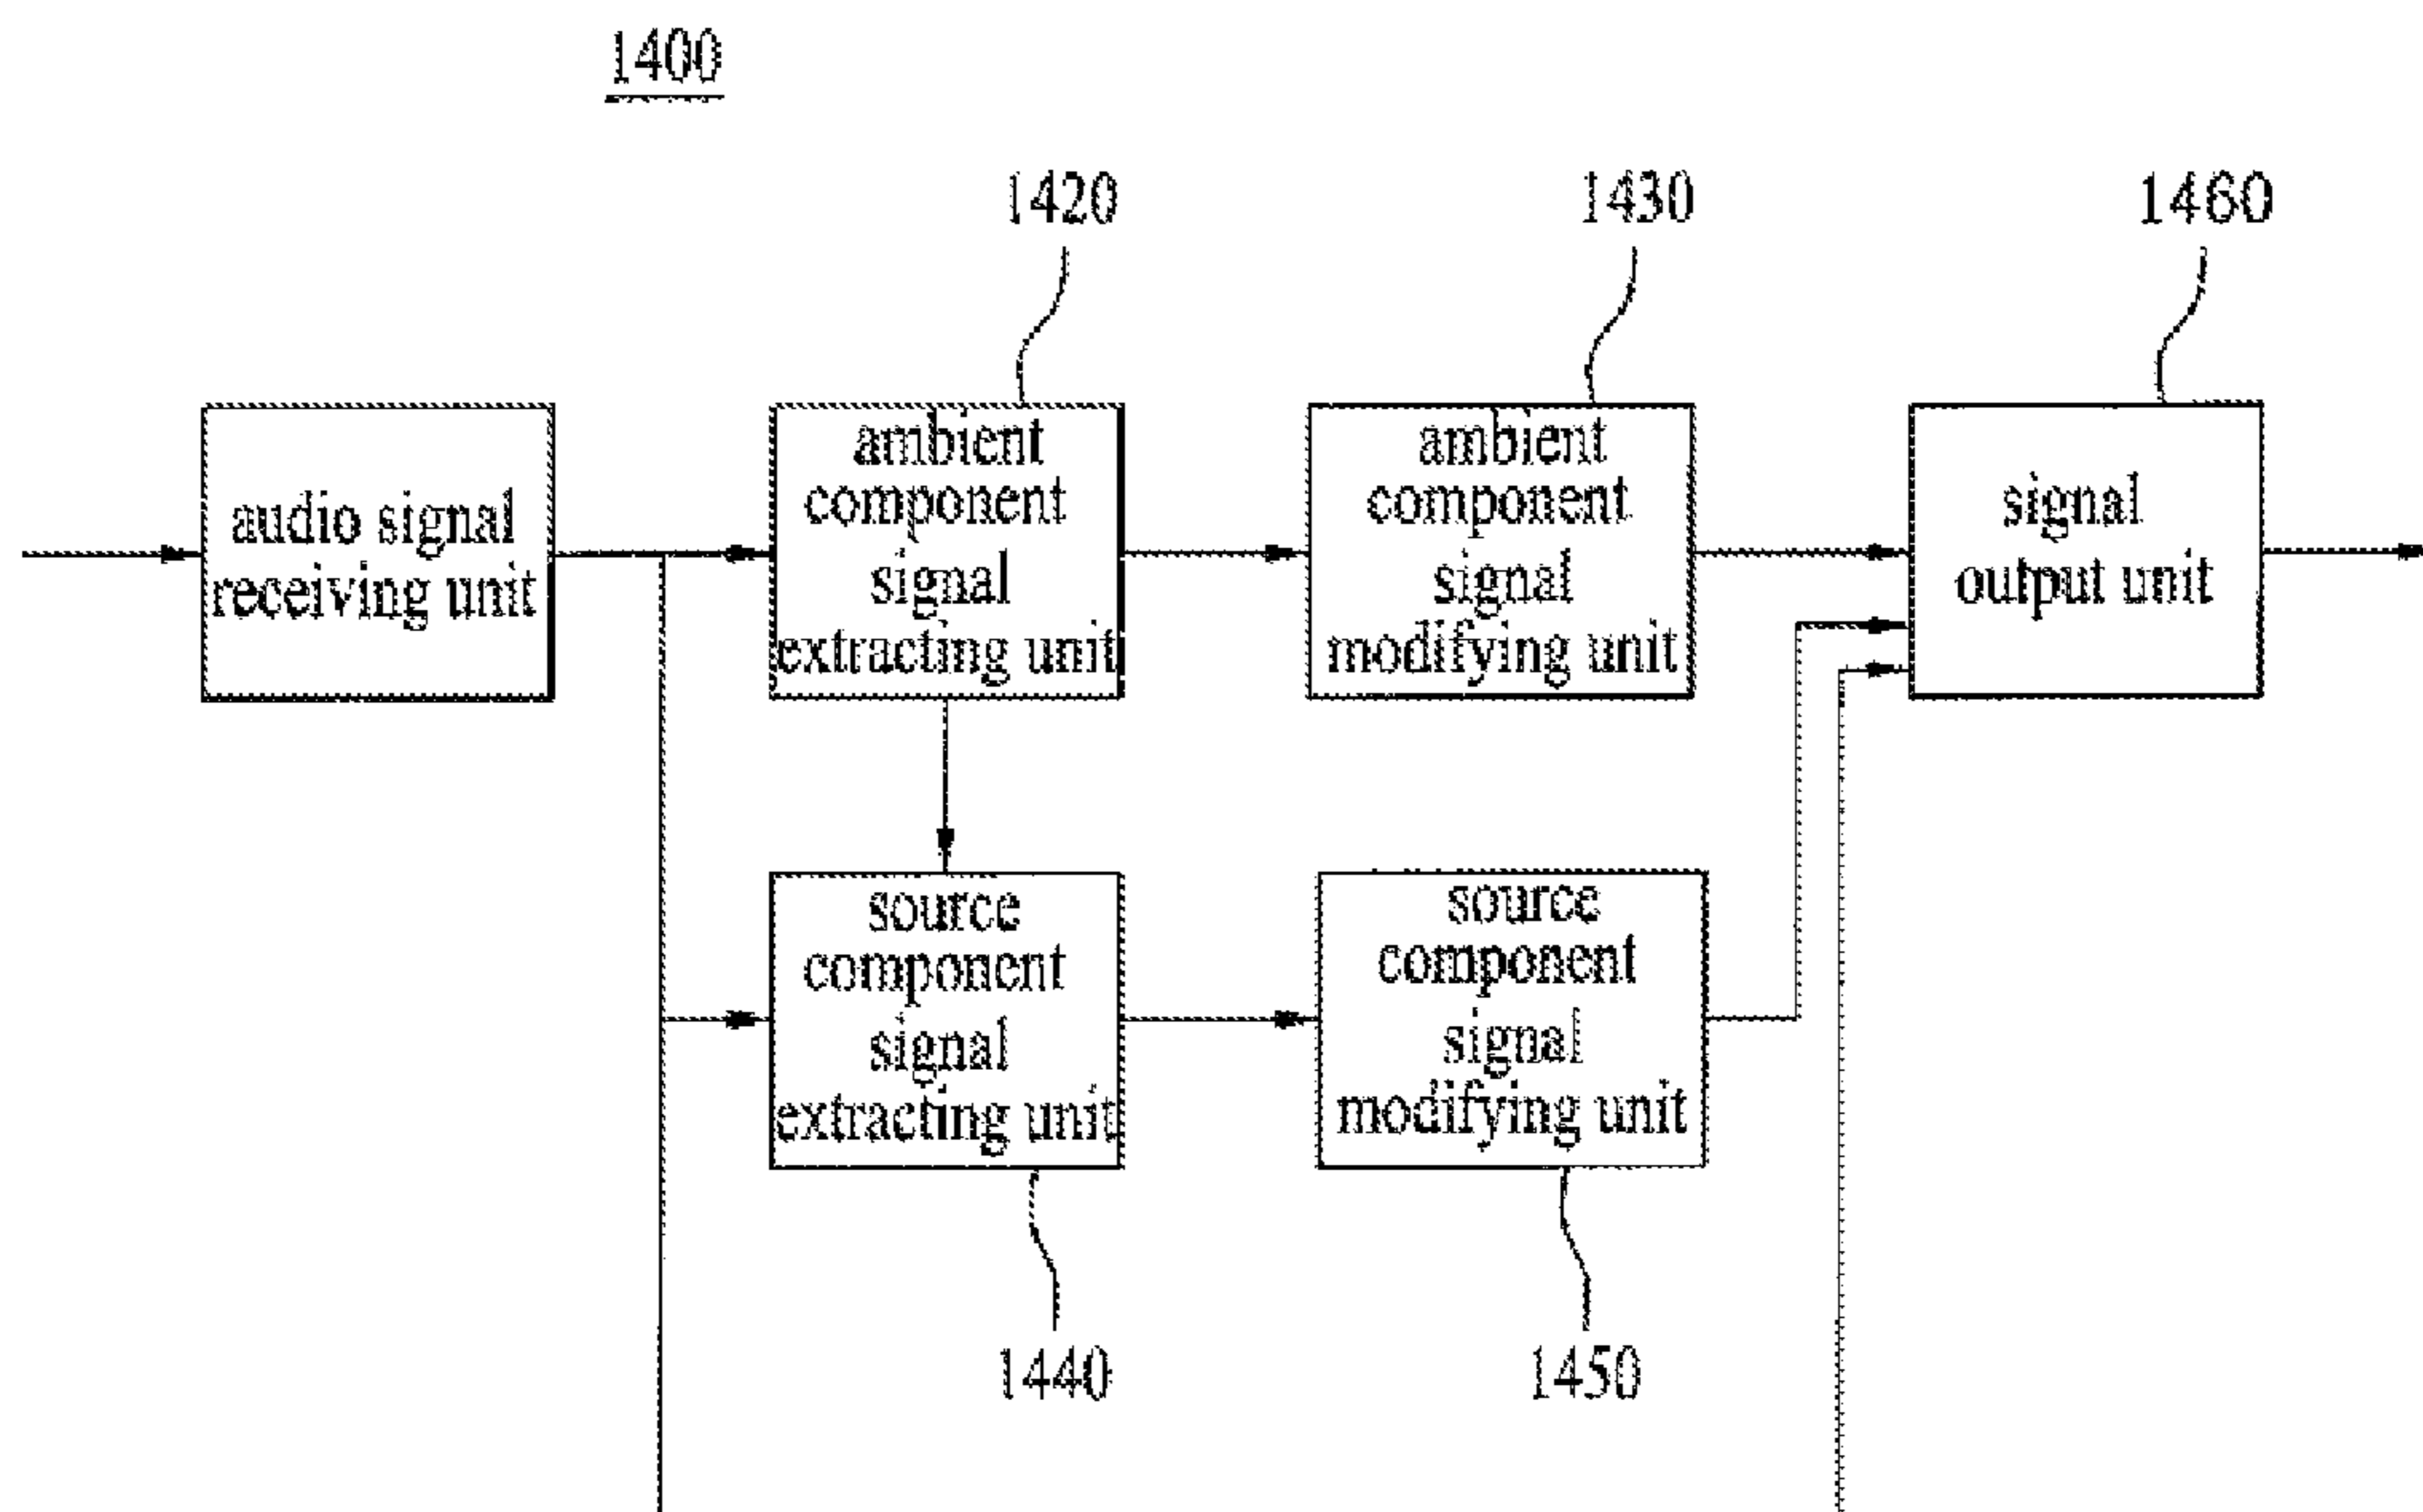 1400
1420
1430
1460
audio signal
receiving unit
ambient
component
signal
extracting unit
ambient
component
signal
modifying unit
signal
output unit
source
component
signal
extracting unit
source
component
signal
modifying unit
1440
1450